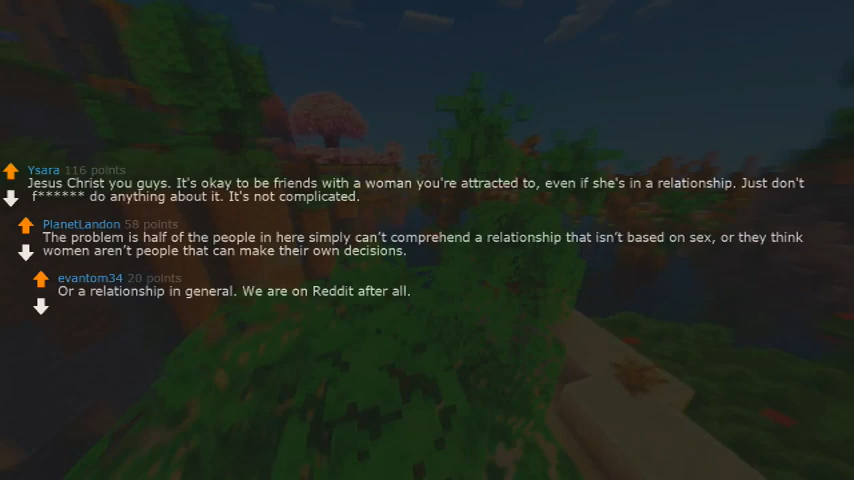 Ysara 116 points
Jesus Christ you guys. It's okay to be friends with a woman you're attracted to, even if she's in a relationship. Just don't
f****** do anything about it. It's not complicated.
PlanetLandon 58 points
The problem is half of the people in here simply can’t comprehend a relationship that isn’t based on sex, or they think
women aren’t people that can make their own decisions.
evantom34 20 points
Or a relationship in general. We are on Reddit after all.